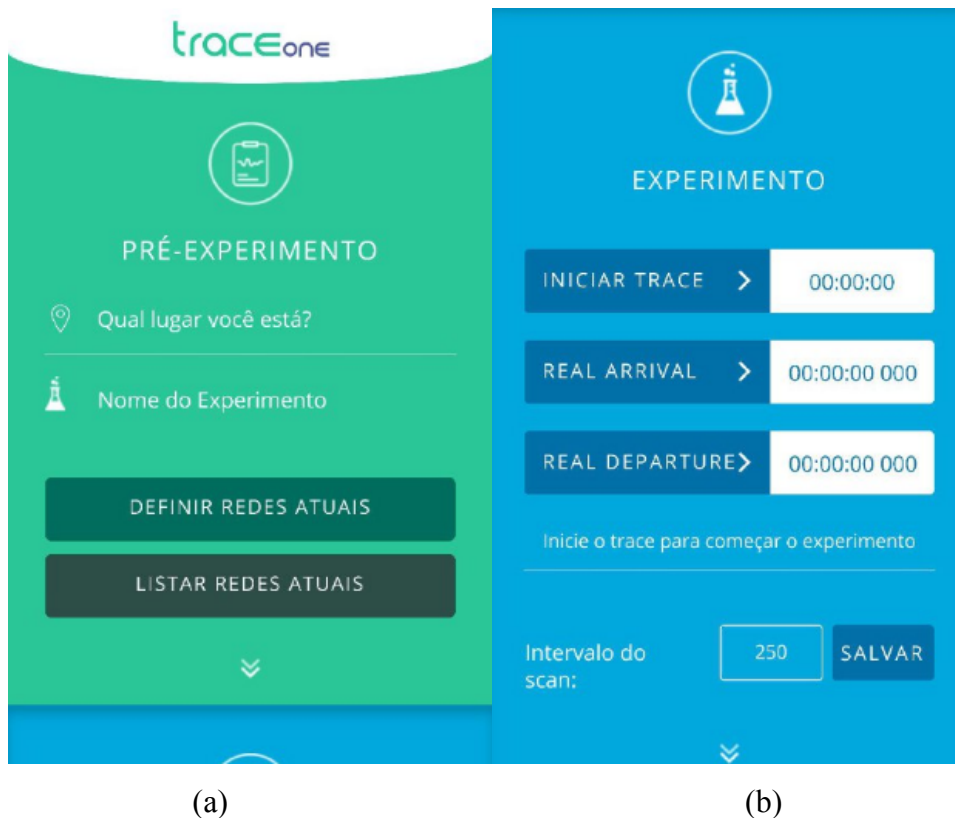 traceone
PRÉ-EXPERIMENTO
Qual lugar você está?
Nome do Experimento
DEFINIR REDES ATUAIS
LISTAR REDES ATUAIS
(a)
EXPERIMENTO
INICIAR TRACE 00:00:00
REAL ARRIVAL 00:00:00 000
REAL DEPARTURE 00:00:00 000
Inicie o trace para começar o experimento
Intervalo do
scan:
250 SALVAR
(b)